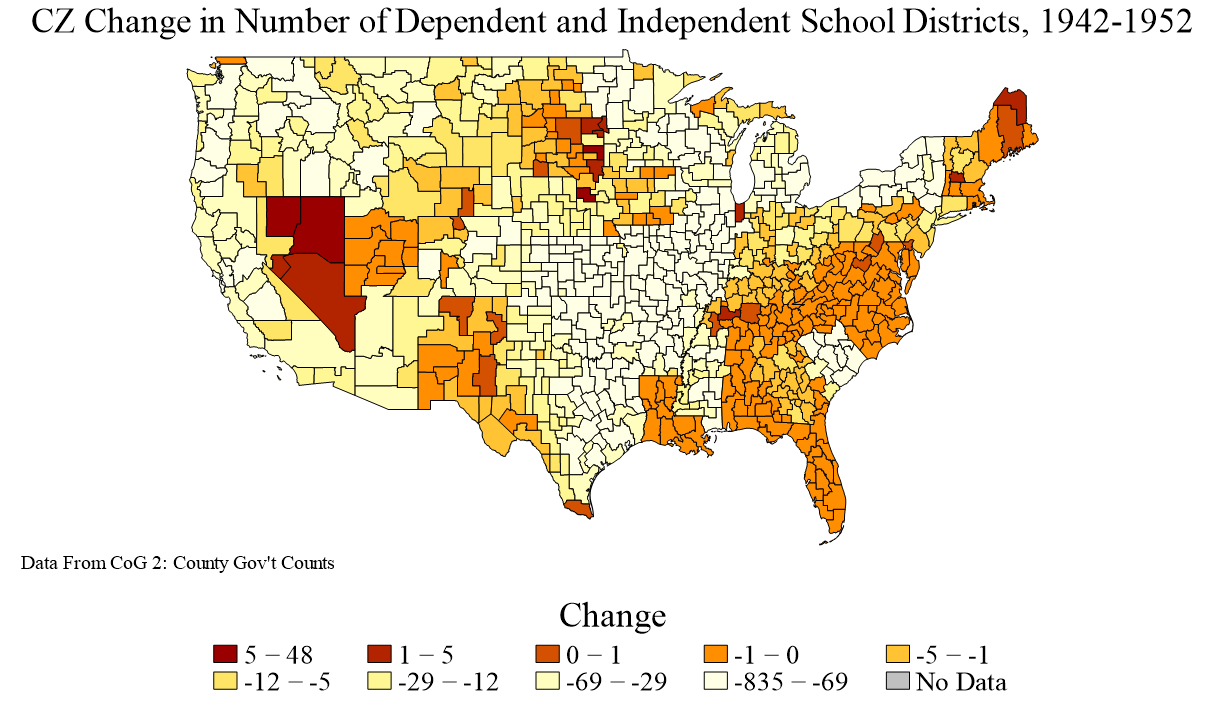 CZ Change in Number of Dependent and Independent School Districts, 1942-1952
Data From CoG 2: County Gov't Counts
Change
5 – 48 1 – 5 0 – 1 -1 – 0 -5 – -1
-12 – -5 -29 – -12 -69 – -29 -835 – -69 No Data